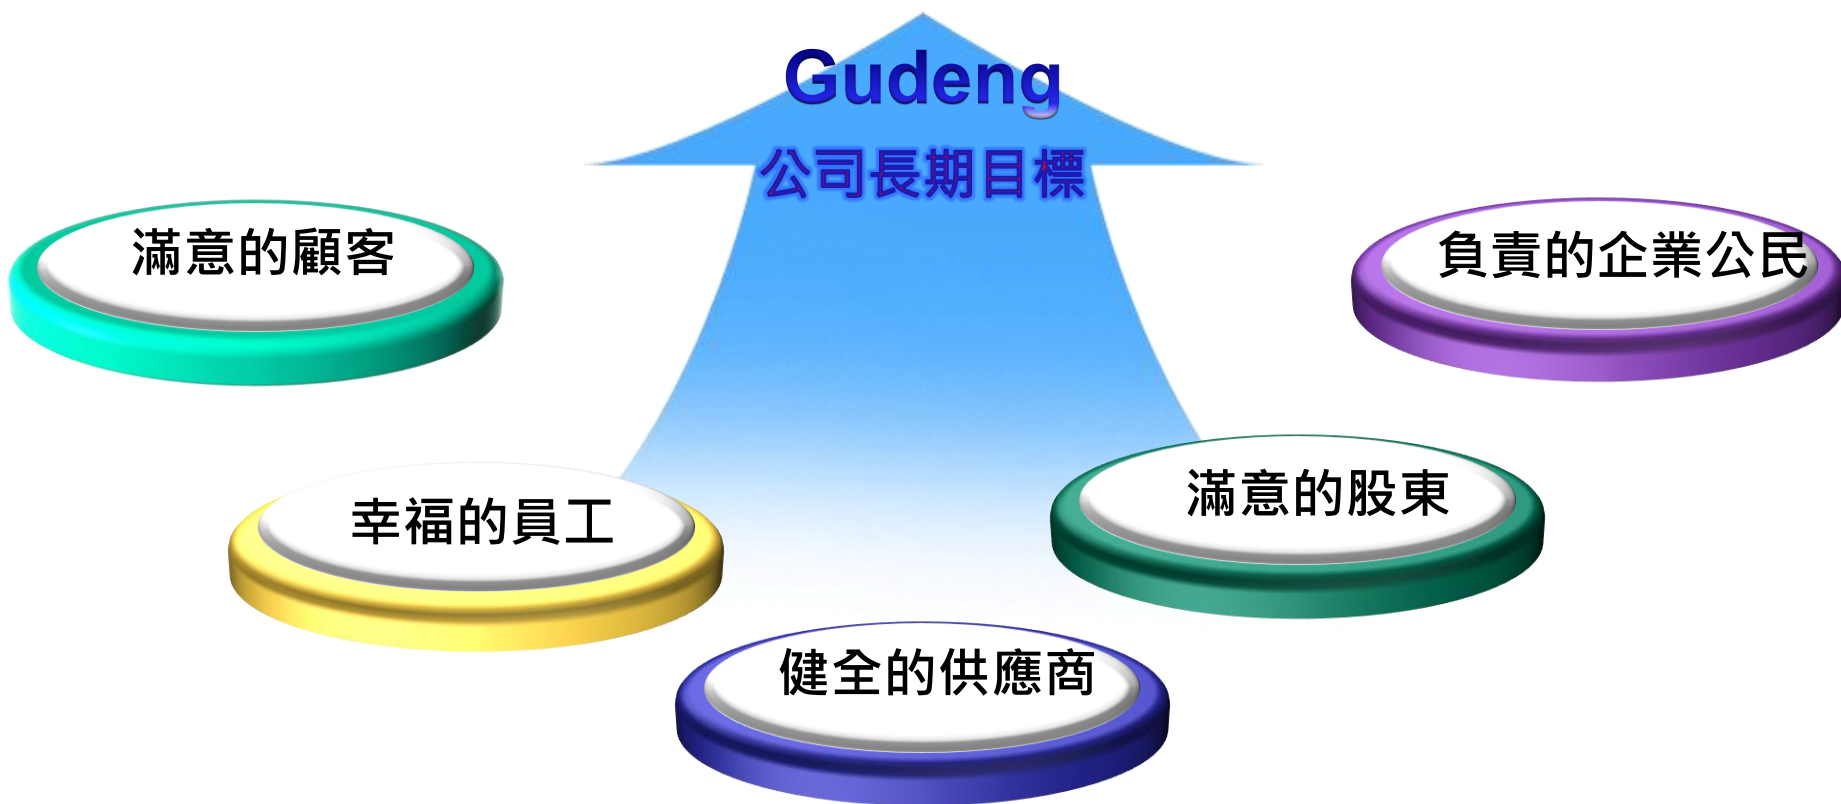 Gudeng
公司長期目標
滿意的顧客
負責的企業公民
幸福的員工
滿意的股東
健全的供應商